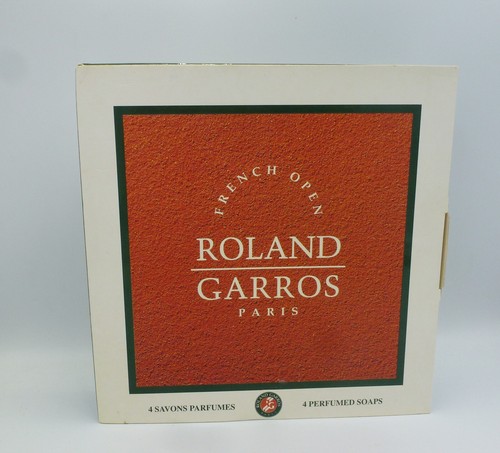 FRENCH OPEN
ROLAND
GARROS
PARIS
4 SAVONS PARFUMES
4 PERFUMED SOAPS